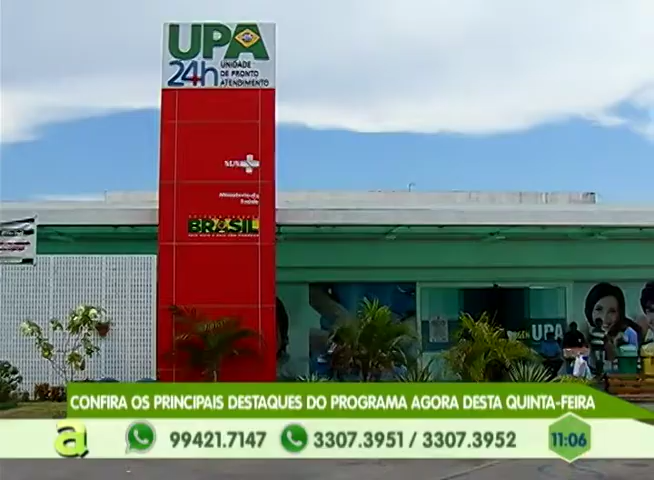 UPA
24h UNIDADE
DE PRONTO
ATENDIMENTO
SUS
Ministério da
Saúde
BRASIL
UPA
CONFIRA OS PRINCIPAIS DESTAQUES DO PROGRAMA AGORA DESTA QUINTA-FEIRA
a 99421.7147 3307.3951 / 3307.3952 11:06